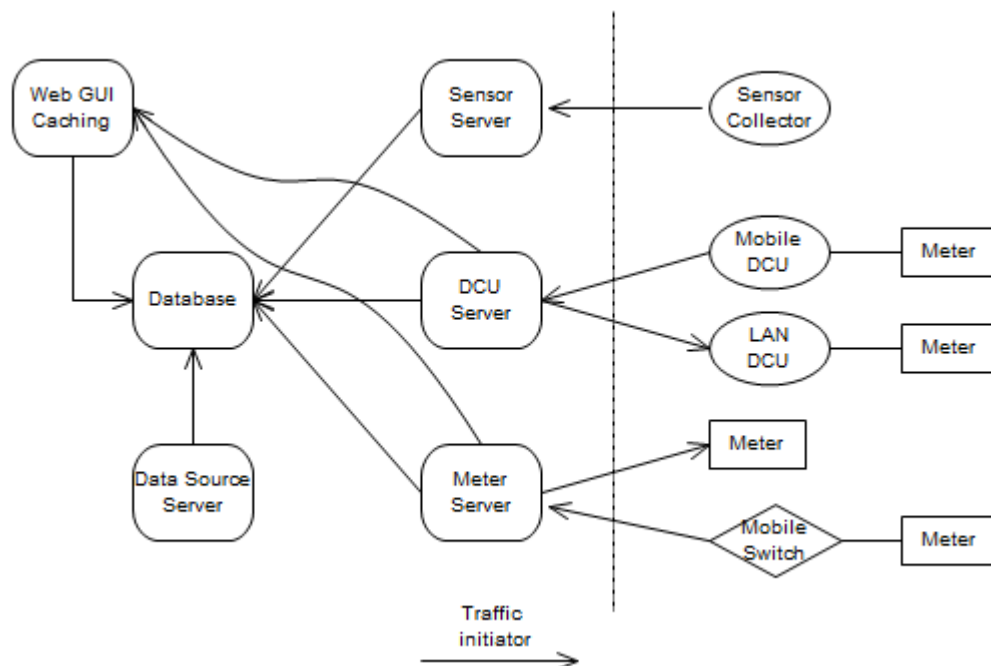 Web GUI
Caching
Sensor
Server
Sensor
Collector
Mobile
DCU
Meter
Database
DCU
Server
LAN
DCU
Meter
Data Source
Server
Meter
Server
Meter
Mobile
Switch
Meter
Traffic
initiator